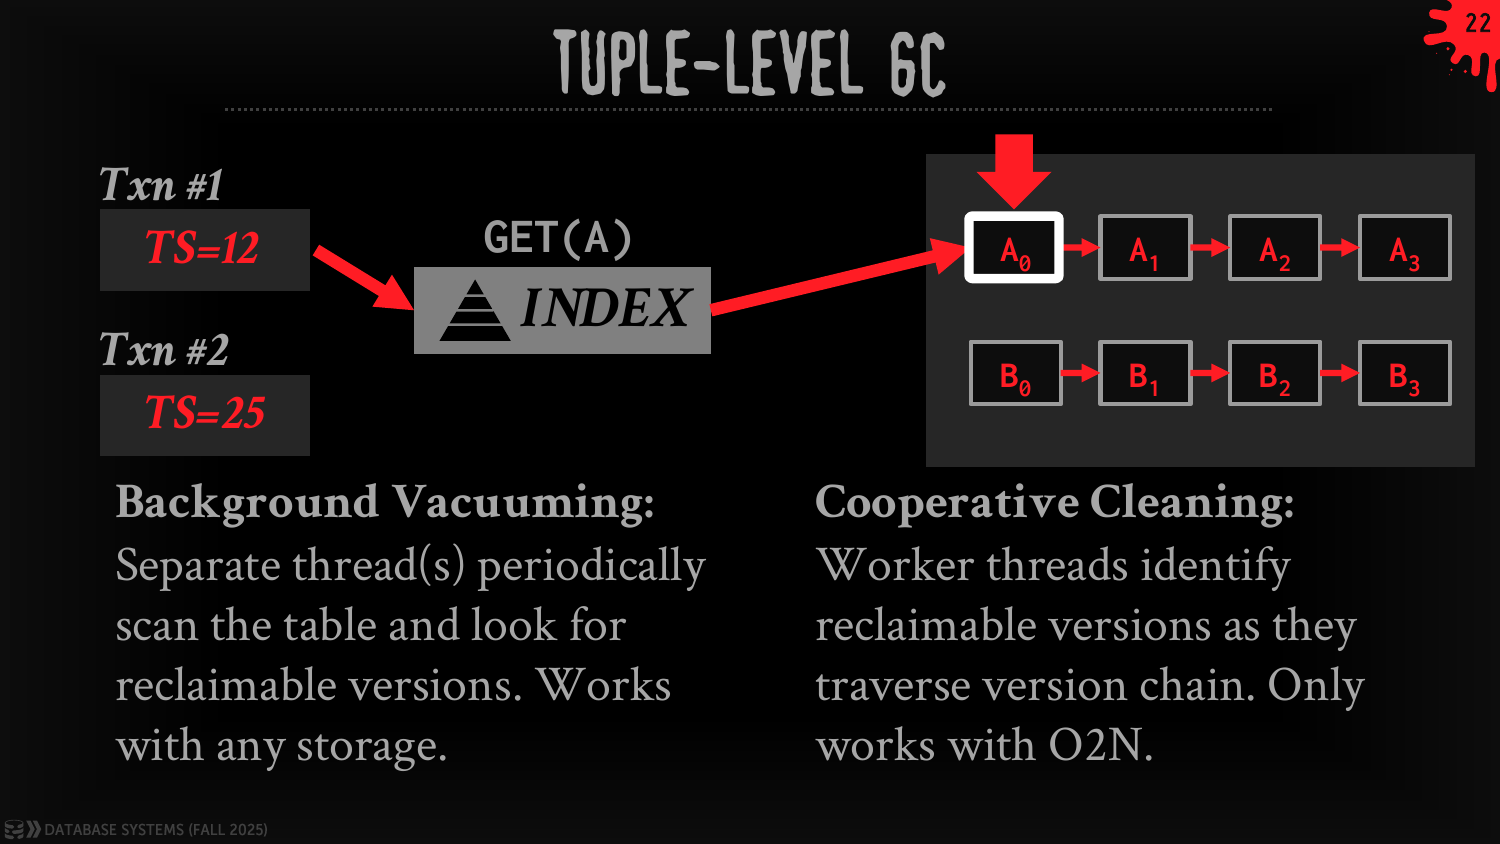 22
TUPLE-LEVEL GC
Txn #1
TS=12
GET(A)
INDEX
A0 A1 A2 A3
Txn #2
TS=25
B0 B1 B2 B3
Background Vacuuming:
Separate thread(s) periodically
scan the table and look for
reclaimable versions. Works
with any storage.
Cooperative Cleaning:
Worker threads identify
reclaimable versions as they
traverse version chain. Only
works with O2N.
DATABASE SYSTEMS (FALL 2025)